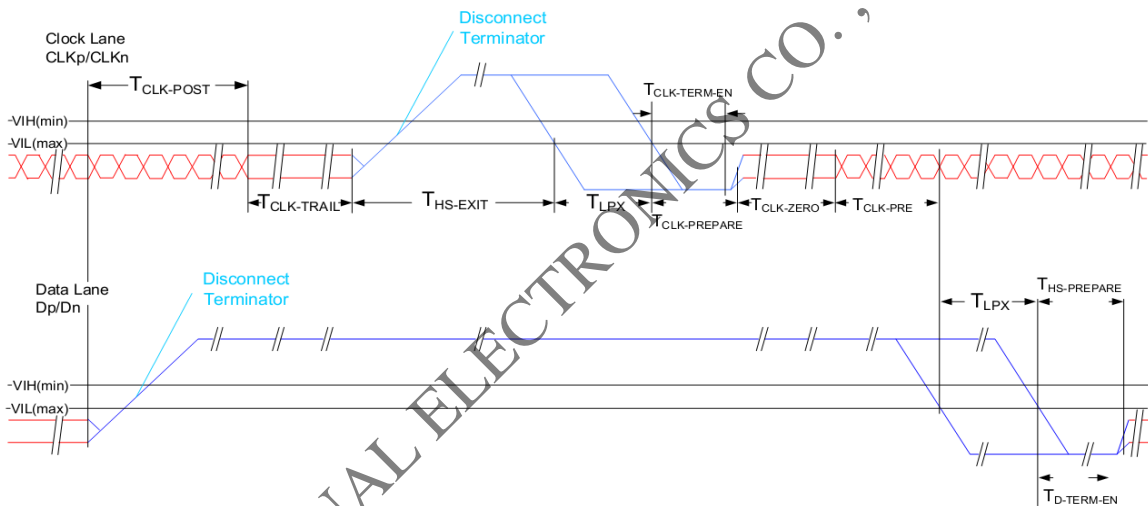 Disconnect
Terminator
Clock Lane
CLKp/CLKn
TCLK-POST
TCLK-TERM-EN
VIH(min)
VIL(max)
TCLK-TRAIL
THS-EXIT
TLPX
TCLK-PREPARE
TCLK-ZERO
TCLK-PRE
Data Lane
Dp/Dn
Disconnect
Terminator
TLPX
THS-PREPARE
VIH(min)
VIL(max)
TD-TERM-EN
NAL ELECTRONICS CO. ,